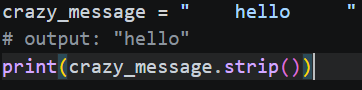 crazy_message = "    hello      "
# output: "hello"
print(crazy_message.strip())